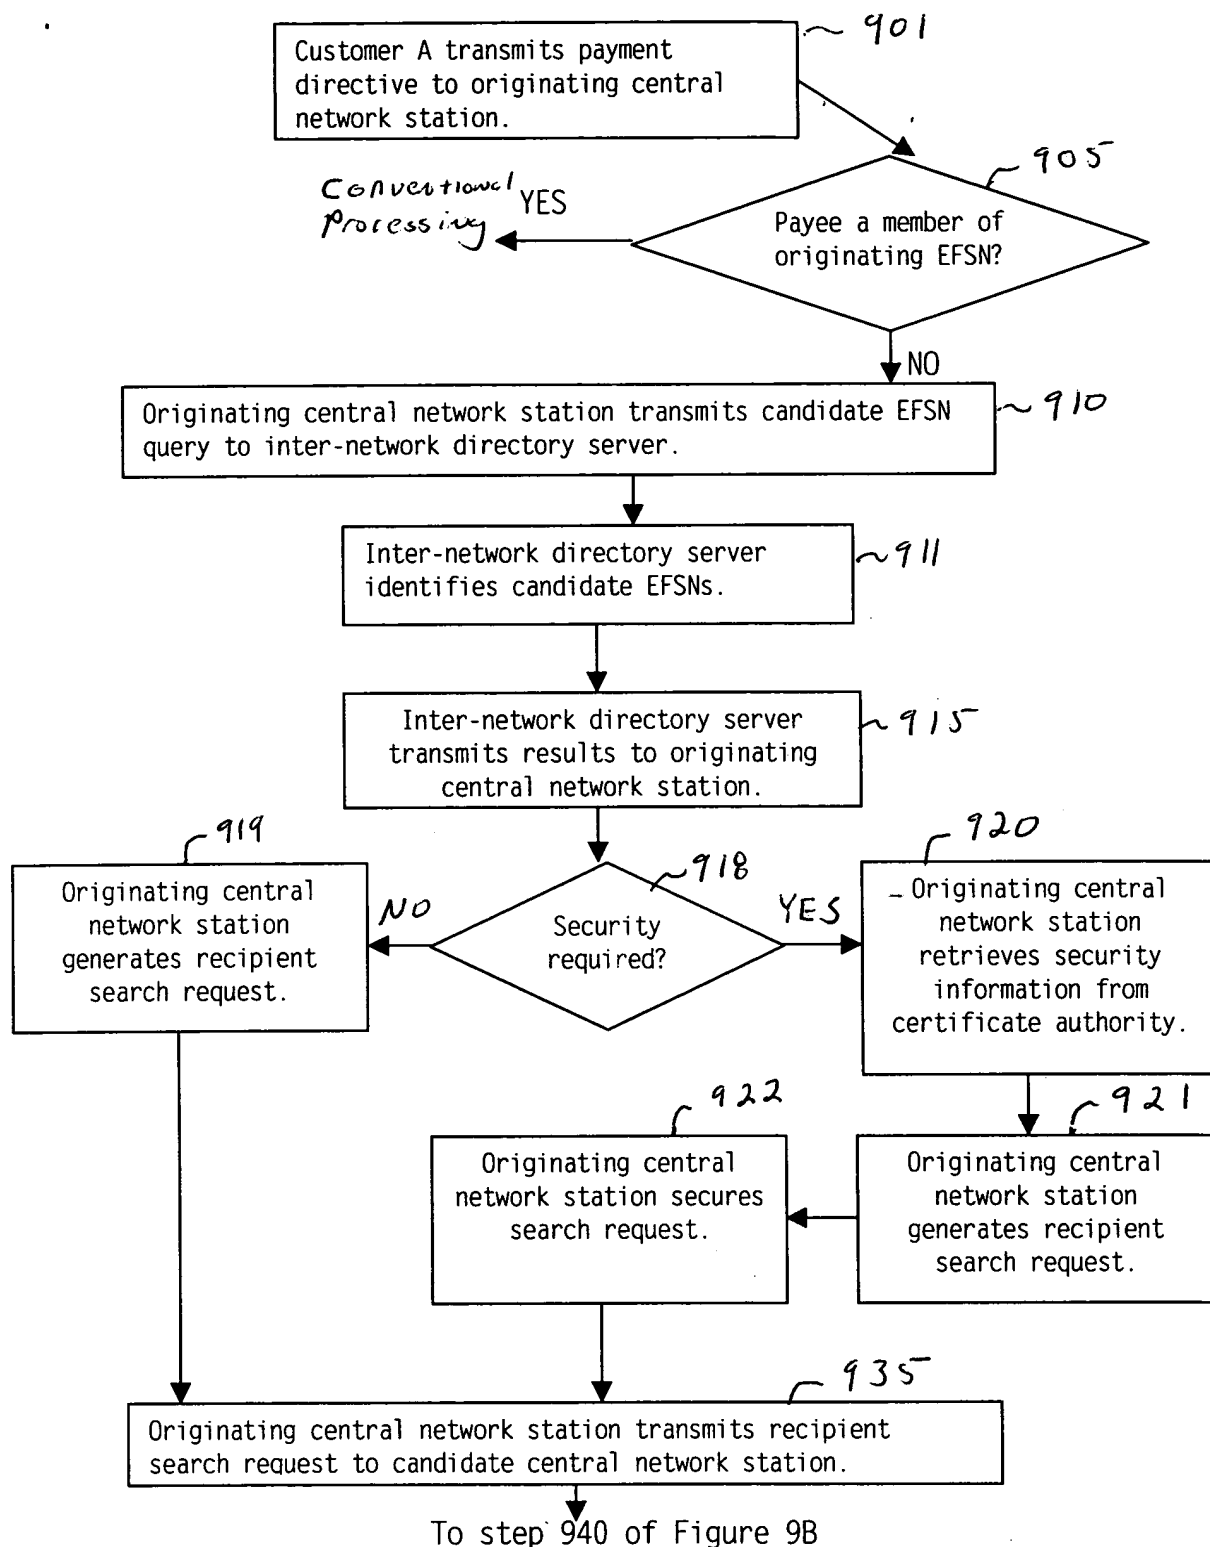 901
Customer A transmits payment
directive to originating central
network station.
905
Conventional
Processing
YES
Payee a member of
originating EFSN?
NO
910
Originating central network station transmits candidate EFSN
query to inter-network directory server.
911
Inter-network directory server
identifies candidate EFSNs.
915
Inter-network directory server
transmits results to originating
central network station.
919
Originating central
network station
generates recipient
search request.
NO
918
Security
required?
YES
920
Originating central
network station
retrieves security
information from
certificate authority.
922
Originating central
network station secures
search request.
921
Originating central
network station
generates recipient
search request.
935
Originating central network station transmits recipient
search request to candidate central network station.
To step 940 of Figure 9B